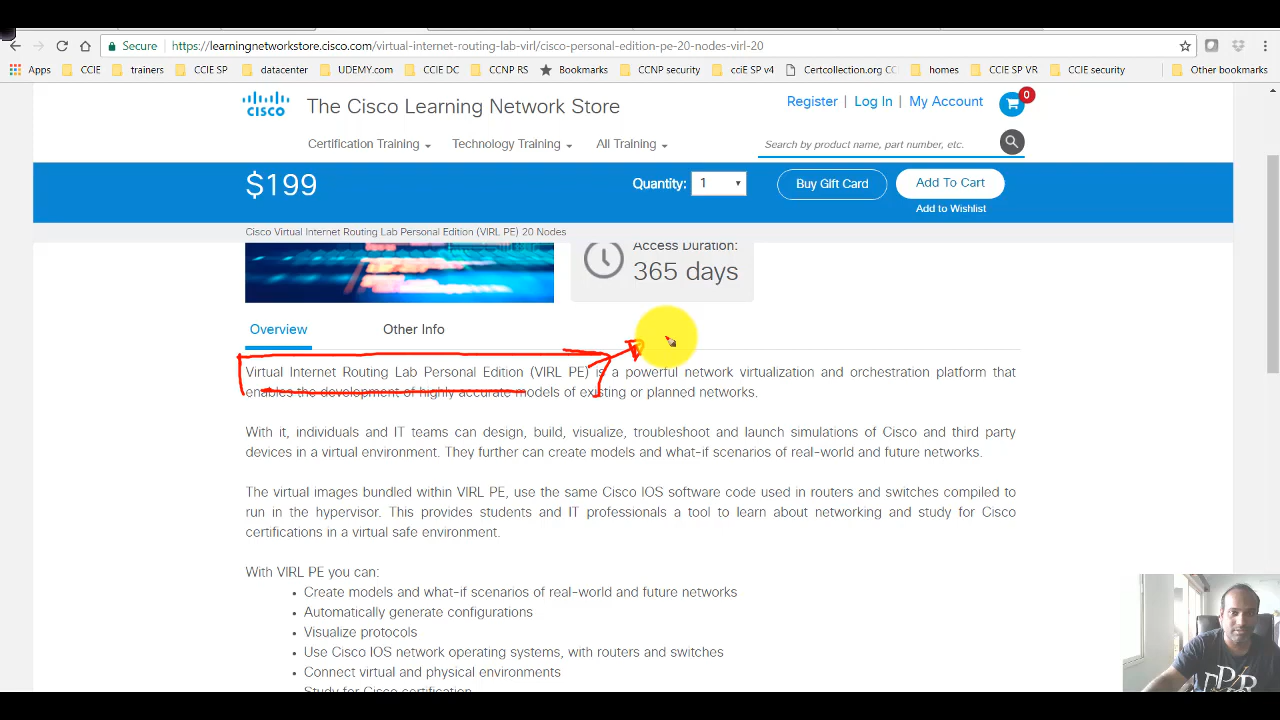 Secure https://learningnetworkstore.cisco.com/virtual-internet-routing-lab-virl/cisco-personal-edition-pe-20-nodes-virl-20
Apps CCIE trainers CCIE SP datacenter UDEMY.com CCIE DC CCNP RS Bookmarks CCNP security cciE SP v4 Certcollection.org CC homes CCIE SP VR CCIE security Other bookmarks
CISCO The Cisco Learning Network Store Register | Log In | My Account 0
Certification Training Technology Training All Training Search by product name, part number, etc.
$199 Quantity: 1 Buy Gift Card Add To Cart
Add to Wishlist
Cisco Virtual Internet Routing Lab Personal Edition (VIRL PE) 20 Nodes
Access Duration:
365 days
Overview Other Info
Virtual Internet Routing Lab Personal Edition (VIRL PE) is a powerful network virtualization and orchestration platform that
enables the development of highly accurate models of existing or planned networks.
With it, individuals and IT teams can design, build, visualize, troubleshoot and launch simulations of Cisco and third party
devices in a virtual environment. They further can create models and what-if scenarios of real-world and future networks.
The virtual images bundled within VIRL PE, use the same Cisco IOS software code used in routers and switches compiled to
run in the hypervisor. This provides students and IT professionals a tool to learn about networking and study for Cisco
certifications in a virtual safe environment.
With VIRL PE you can:
• Create models and what-if scenarios of real-world and future networks
• Automatically generate configurations
• Visualize protocols
• Use Cisco IOS network operating systems, with routers and switches
• Connect virtual and physical environments
• Study for Cisco certification